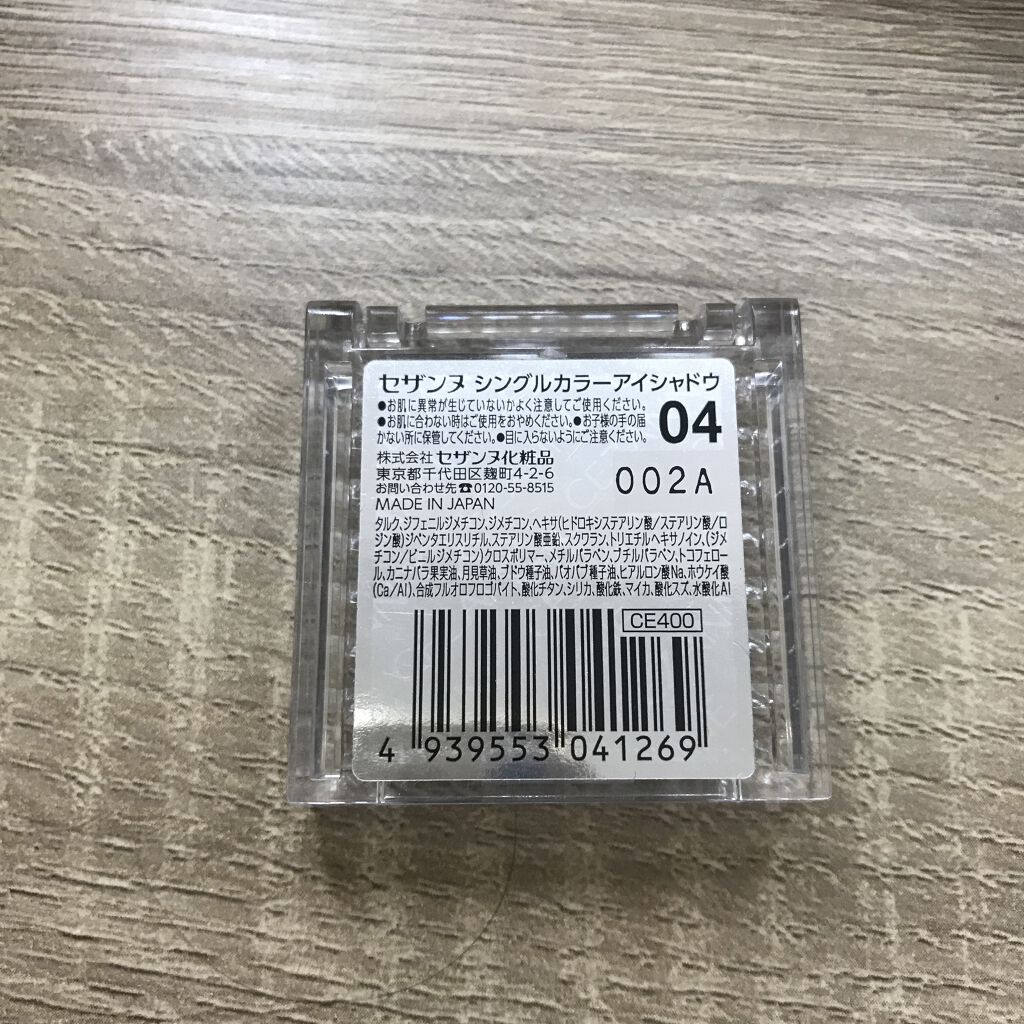 セザンヌ シングルカラーアイシャドウ
●お肌に異常が生じていないかよく注意してご使用ください。
●お肌に合わない時はご使用をおやめください。●お子様の手の届
かない所に保管してください。●目に入らないようにご注意ください。
04
株式会社 セザンヌ化粧品
東京都千代田区麹町4-2-6
お問い合わせ先☎0120-55-8515
MADE IN JAPAN
002A
タルク、ジフェニルジメチコン、ジメチコン、ヘキサ(ヒドロキシステアリン酸/ステアリン酸/ロ
ジン酸)ジペンタエリスリチル、ステアリン酸亜鉛、スクワラン、トリエチルヘキサノイン、(ジメ
チコン/ビニルジメチコン)クロスポリマー、メチルパラベン、ブチルパラベン、トコフェロー
ル、カニナバラ果実油、月見草油、ブドウ種子油、バオバブ種子油、ヒアルロン酸Na、ホウケイ酸
(Ca/Al)、合成フルオロフロゴパイト、酸化チタン、シリカ、酸化鉄、マイカ、酸化スズ、水酸化Al
CE400
4 939553 041269